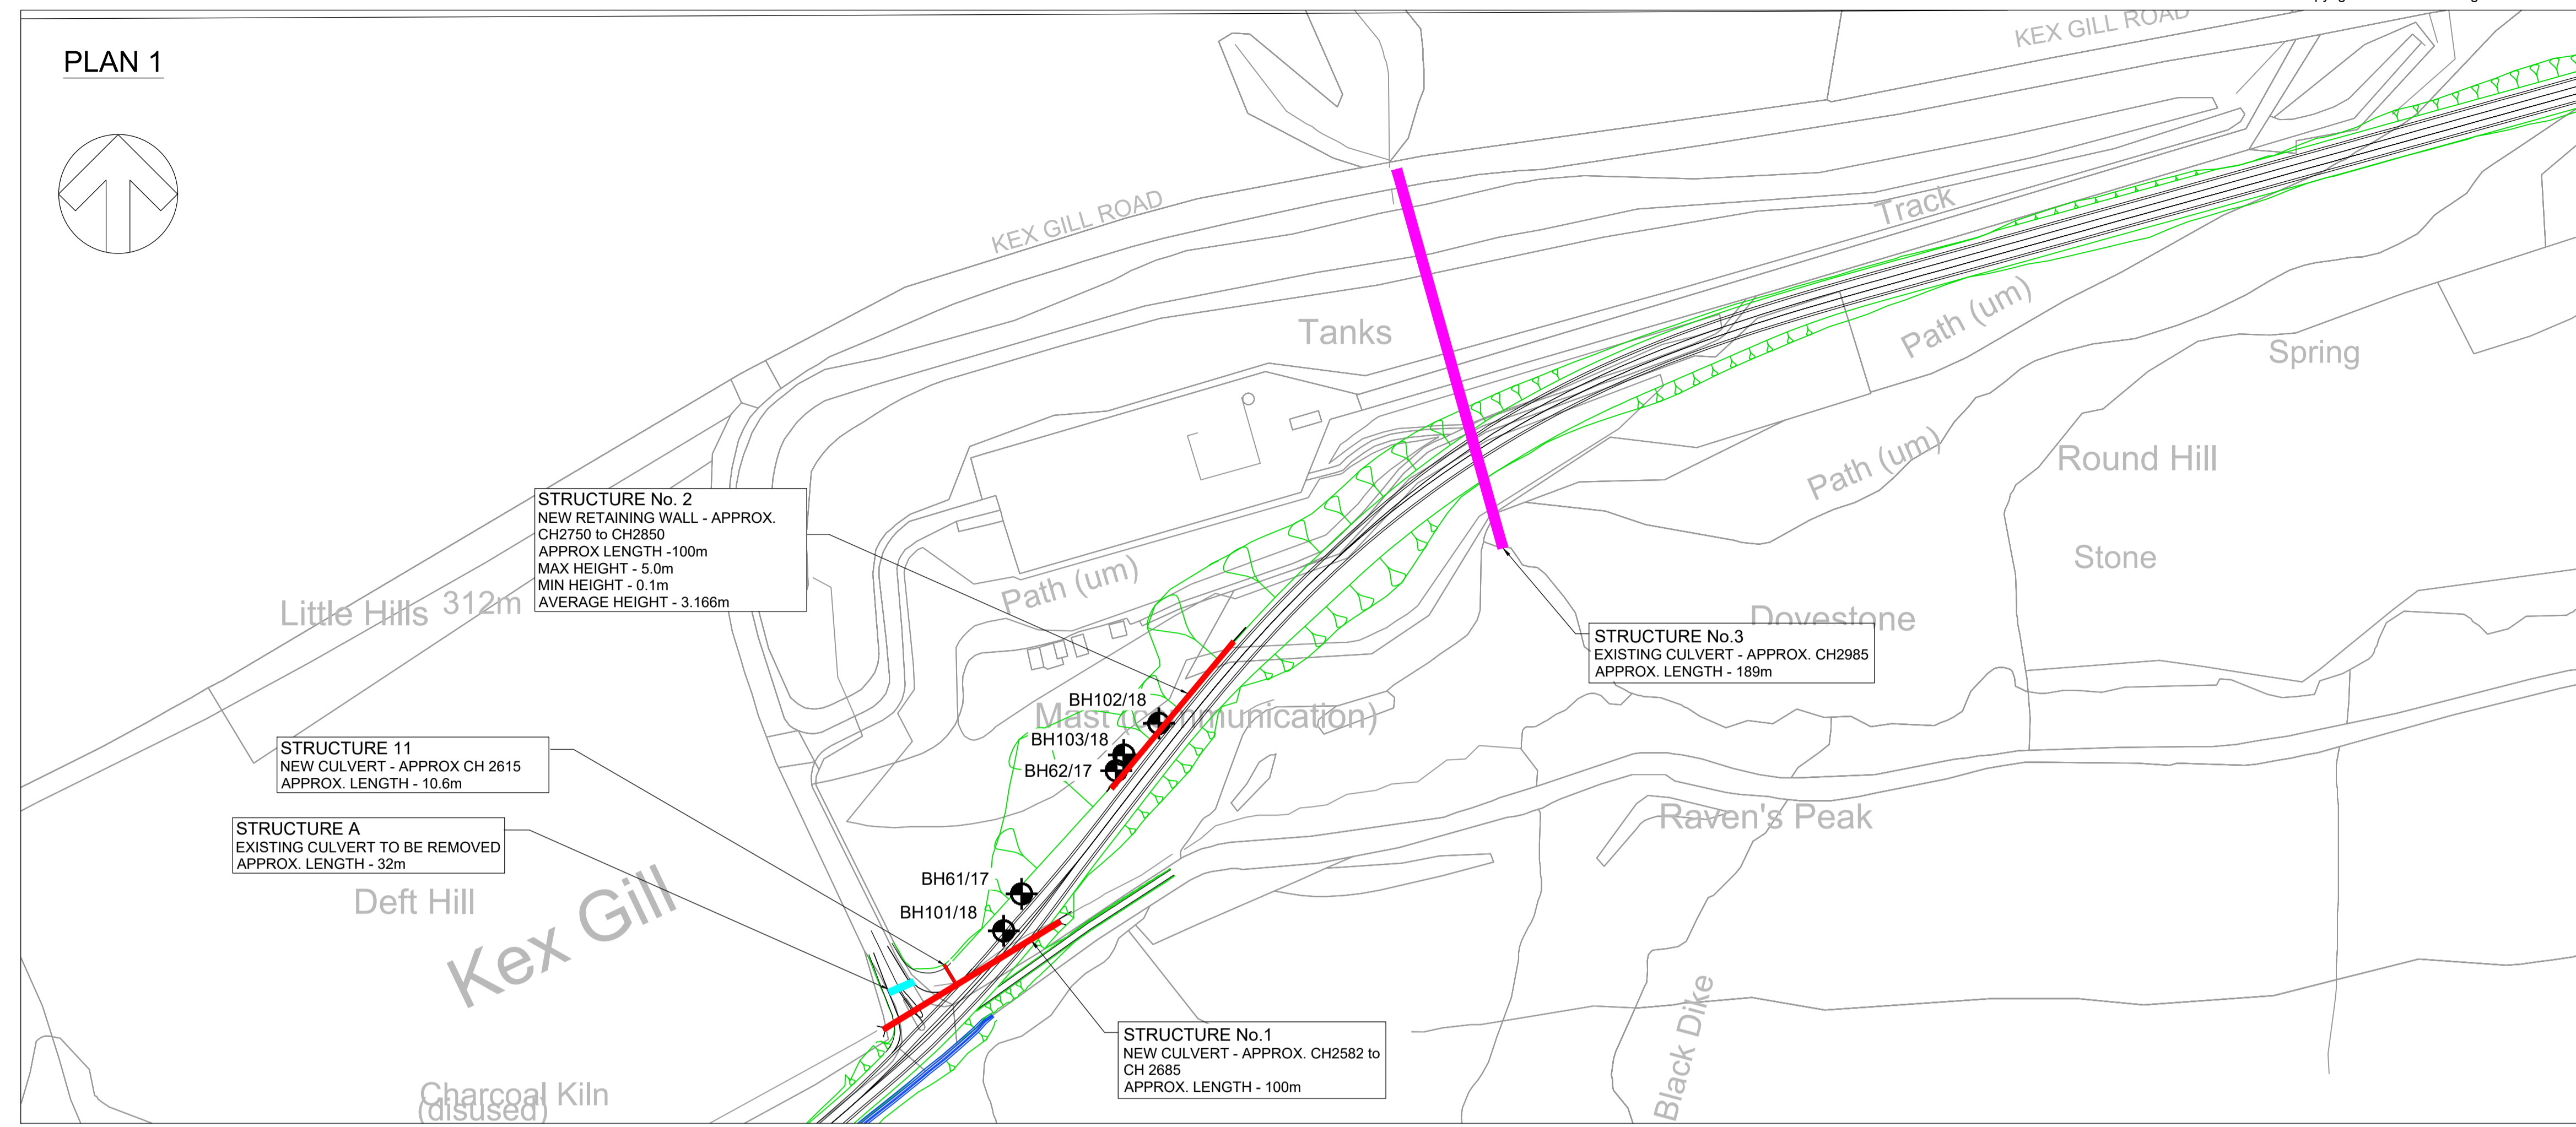 PLAN 1
KEX GILL ROAD
KEX GILL ROAD
Track
Tanks
Path (um)
Spring
Path (um)
Round Hill
STRUCTURE No. 2
NEW RETAINING WALL - APPROX.
CH2750 to CH2850
APPROX LENGTH -100m
MAX HEIGHT - 5.0m
MIN HEIGHT - 0.1m
AVERAGE HEIGHT - 3.166m
Stone
Path (um)
Little Hills
312m
Dovestone
STRUCTURE No.3
EXISTING CULVERT - APPROX. CH2985
APPROX. LENGTH - 189m
BH102/18
Mast (communication)
BH103/18
BH62/17
STRUCTURE 11
NEW CULVERT - APPROX CH 2615
APPROX. LENGTH - 10.6m
Raven's Peak
STRUCTURE A
EXISTING CULVERT TO BE REMOVED
APPROX. LENGTH - 32m
BH61/17
Deft Hill
Kex Gill
BH101/18
STRUCTURE No.1
NEW CULVERT - APPROX. CH2582 to
CH 2685
APPROX. LENGTH - 100m
Black Dike
Charcoal Kiln
(disused)